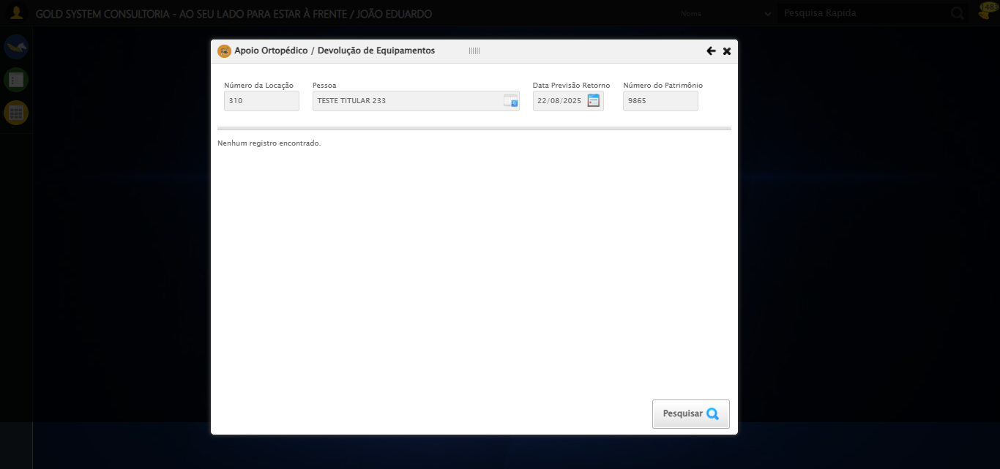 GOLD SYSTEM CONSULTORIA - AO SEU LADO PARA ESTAR À FRENTE / JOÃO EDUARDO
Nome
Pesquisa Rapida
Apoio Ortopédico / Devolução de Equipamentos
Número da Locação
Pessoa
Data Previsão Retorno
Número do Patrimônio
310
TESTE TITULAR 233
22/08/2025
9865
Nenhum registro encontrado.
Pesquisar